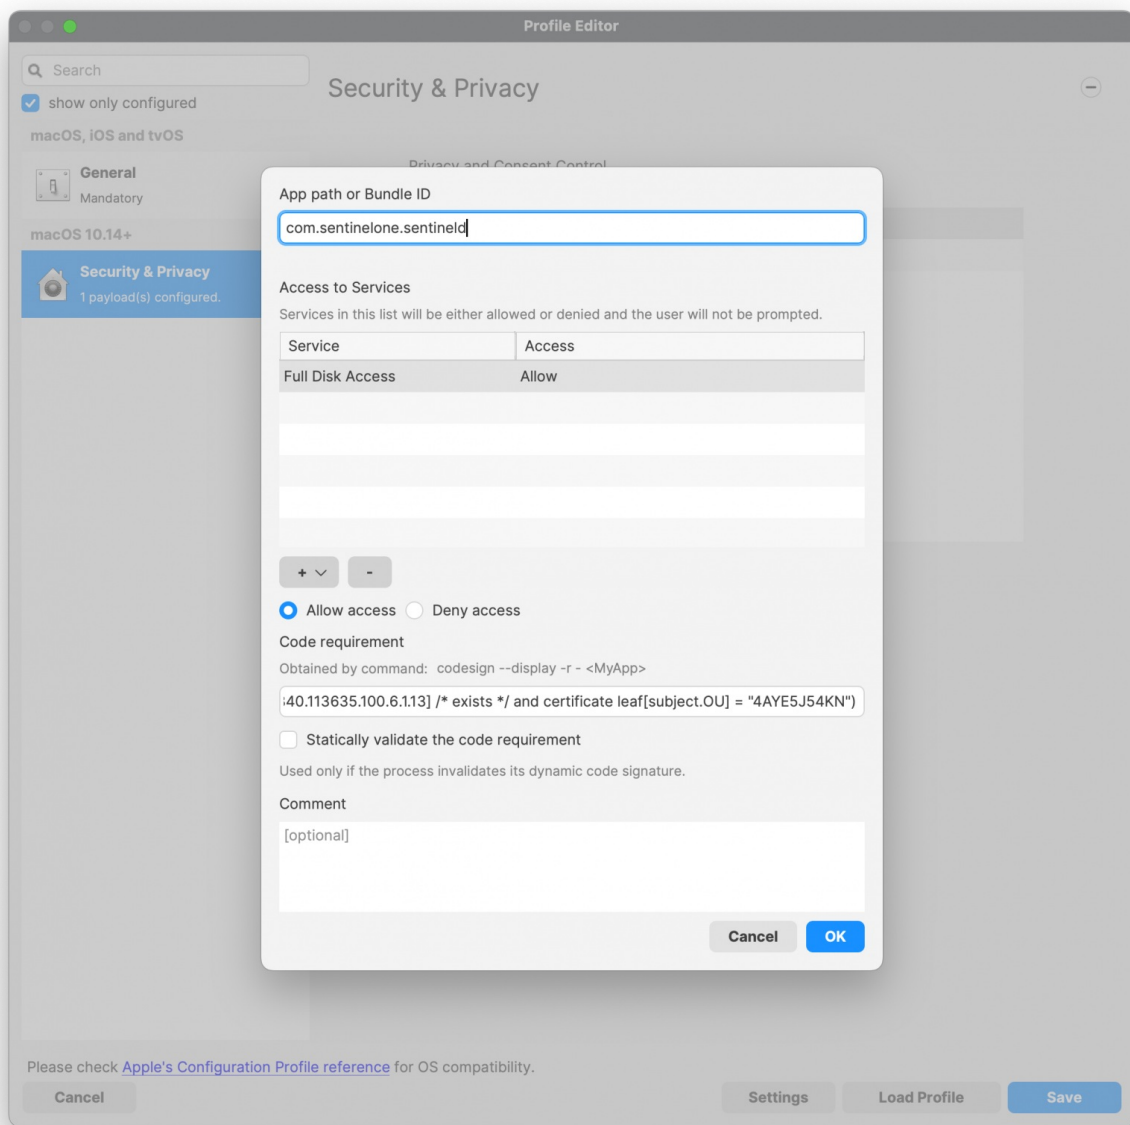 Profile Editor
Search
show only configured
Security & Privacy
macOS, iOS and tvOS
General
Mandatory
Privacy and Consent Control
macOS 10.14+
Security & Privacy
1 payload(s) configured.
App path or Bundle ID
com.sentinelone.sentineld
Access to Services
Services in this list will be either allowed or denied and the user will not be prompted.
Service Access
Full Disk Access Allow
+ -
Allow access Deny access
Code requirement
Obtained by command: codesign --display -r - <MyApp>
:40.113635.100.6.1.13] /* exists */ and certificate leaf[subject.OU] = "4AYE5J54KN")
Statically validate the code requirement
Used only if the process invalidates its dynamic code signature.
Comment
[optional]
Cancel OK
Please check Apple's Configuration Profile reference for OS compatibility.
Cancel Settings Load Profile Save